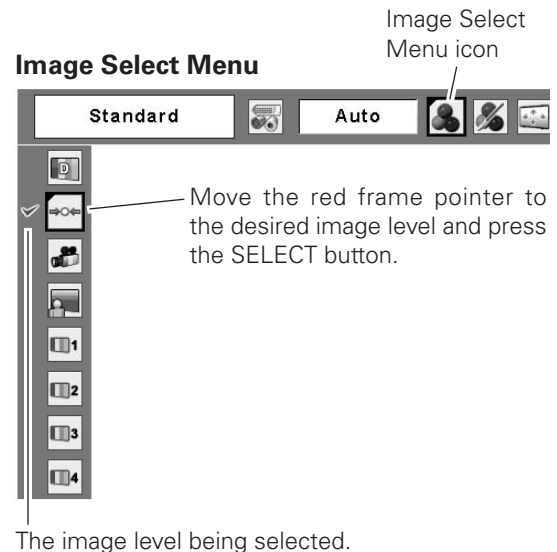 Image Select
Menu icon
Image Select Menu
Standard
Auto
D
Move the red frame pointer to
the desired image level and press
the SELECT button.
1
2
3
4
The image level being selected.